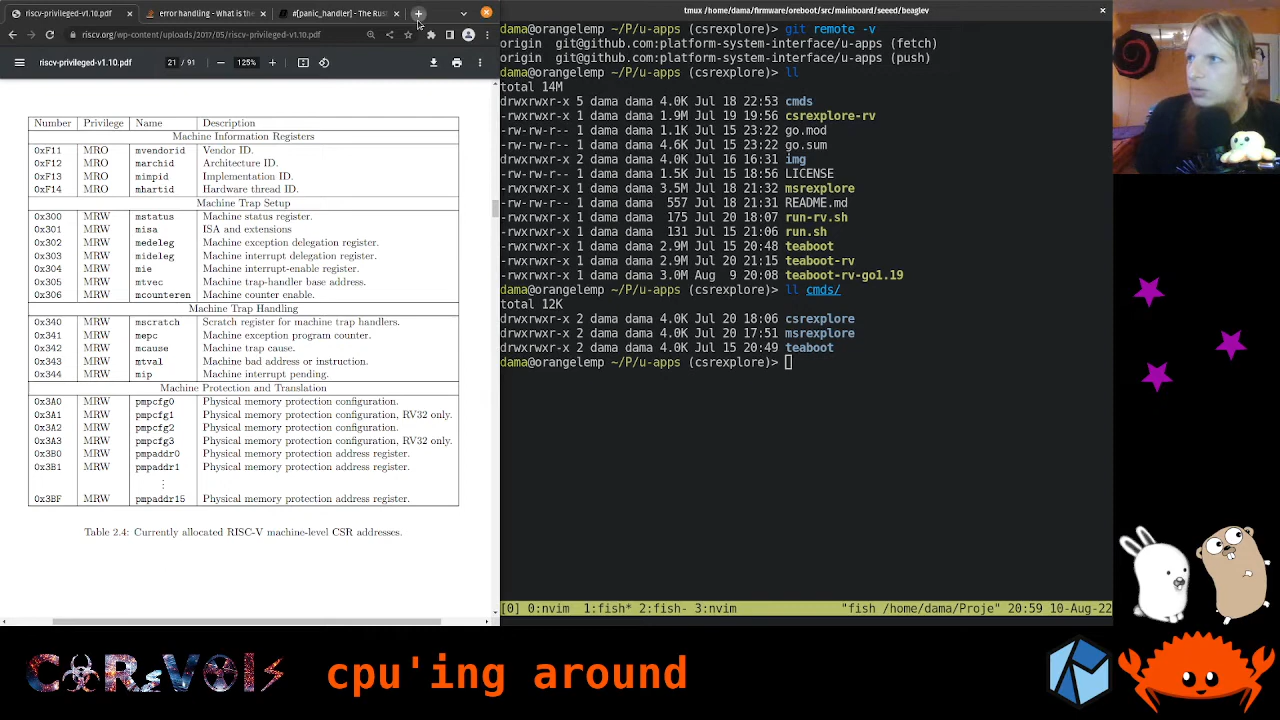 riscv-privileged-v1.10.pdf
error handling - What is the
#[panic_handler] - The Rus
tmux /home/dama/firmware/oreboot/src/mainboard/seeed/beaglev
riscv.org/wp-content/uploads/2017/05/riscv-privileged-v1.10.pdf
riscv-privileged-v1.10.pdf
21 / 91
125%
Number Privilege Name Description
Machine Information Registers
0xF11 MRO mvendorid Vendor ID.
0xF12 MRO marchid Architecture ID.
0xF13 MRO mimpid Implementation ID.
0xF14 MRO mhartid Hardware thread ID.
Machine Trap Setup
0x300 MRW mstatus Machine status register.
0x301 MRW misa ISA and extensions
0x302 MRW medeleg Machine exception delegation register.
0x303 MRW mideleg Machine interrupt delegation register.
0x304 MRW mie Machine interrupt-enable register.
0x305 MRW mtvec Machine trap-handler base address.
0x306 MRW mcounteren Machine counter enable.
Machine Trap Handling
0x340 MRW mscratch Scratch register for machine trap handlers.
0x341 MRW mepc Machine exception program counter.
0x342 MRW mcause Machine trap cause.
0x343 MRW mtval Machine bad address or instruction.
0x344 MRW mip Machine interrupt pending.
Machine Protection and Translation
0x3A0 MRW pmpcfg0 Physical memory protection configuration.
0x3A1 MRW pmpcfg1 Physical memory protection configuration, RV32 only.
0x3A2 MRW pmpcfg2 Physical memory protection configuration.
0x3A3 MRW pmpcfg3 Physical memory protection configuration, RV32 only.
0x3B0 MRW pmpaddr0 Physical memory protection address register.
0x3B1 MRW pmpaddr1 Physical memory protection address register.
⋮
0x3BF MRW pmpaddr15 Physical memory protection address register.
Table 2.4: Currently allocated RISC-V machine-level CSR addresses.
dama@orangelemp ~/P/u-apps (csrexplore)> git remote -v
origin git@github.com:platform-system-interface/u-apps (fetch)
origin git@github.com:platform-system-interface/u-apps (push)
dama@orangelemp ~/P/u-apps (csrexplore)> ll
total 14M
drwxrwxr-x 5 dama dama 4.0K Jul 18 22:53 cmds
-rwxrwxr-x 1 dama dama 1.9M Jul 19 19:56 csrexplore-rv
-rw-rw-r-- 1 dama dama 1.1K Jul 15 23:22 go.mod
-rw-rw-r-- 1 dama dama 4.6K Jul 15 23:22 go.sum
drwxrwxr-x 2 dama dama 4.0K Jul 16 16:31 img
-rw-rw-r-- 1 dama dama 1.5K Jul 15 18:56 LICENSE
-rwxrwxr-x 1 dama dama 3.5M Jul 18 21:32 msrexplore
-rw-rw-r-- 1 dama dama 557 Jul 18 21:31 README.md
-rwxrwxr-x 1 dama dama 175 Jul 20 18:07 run-rv.sh
-rwxrwxr-x 1 dama dama 131 Jul 15 21:06 run.sh
-rwxrwxr-x 1 dama dama 2.9M Jul 15 20:48 teaboot
-rwxrwxr-x 1 dama dama 2.9M Jul 20 21:15 teaboot-rv
-rwxrwxr-x 1 dama dama 3.0M Aug 9 20:08 teaboot-rv-go1.19
dama@orangelemp ~/P/u-apps (csrexplore)> ll cmds/
total 12K
drwxrwxr-x 2 dama dama 4.0K Jul 20 18:06 csrexplore
drwxrwxr-x 2 dama dama 4.0K Jul 20 17:51 msrexplore
drwxrwxr-x 2 dama dama 4.0K Jul 15 20:49 teaboot
dama@orangelemp ~/P/u-apps (csrexplore)>
[0] 0:nvim 1:fish* 2:fish- 3:nvim "fish /home/dama/Proje" 20:59 10-Aug-22
cpu'ing around